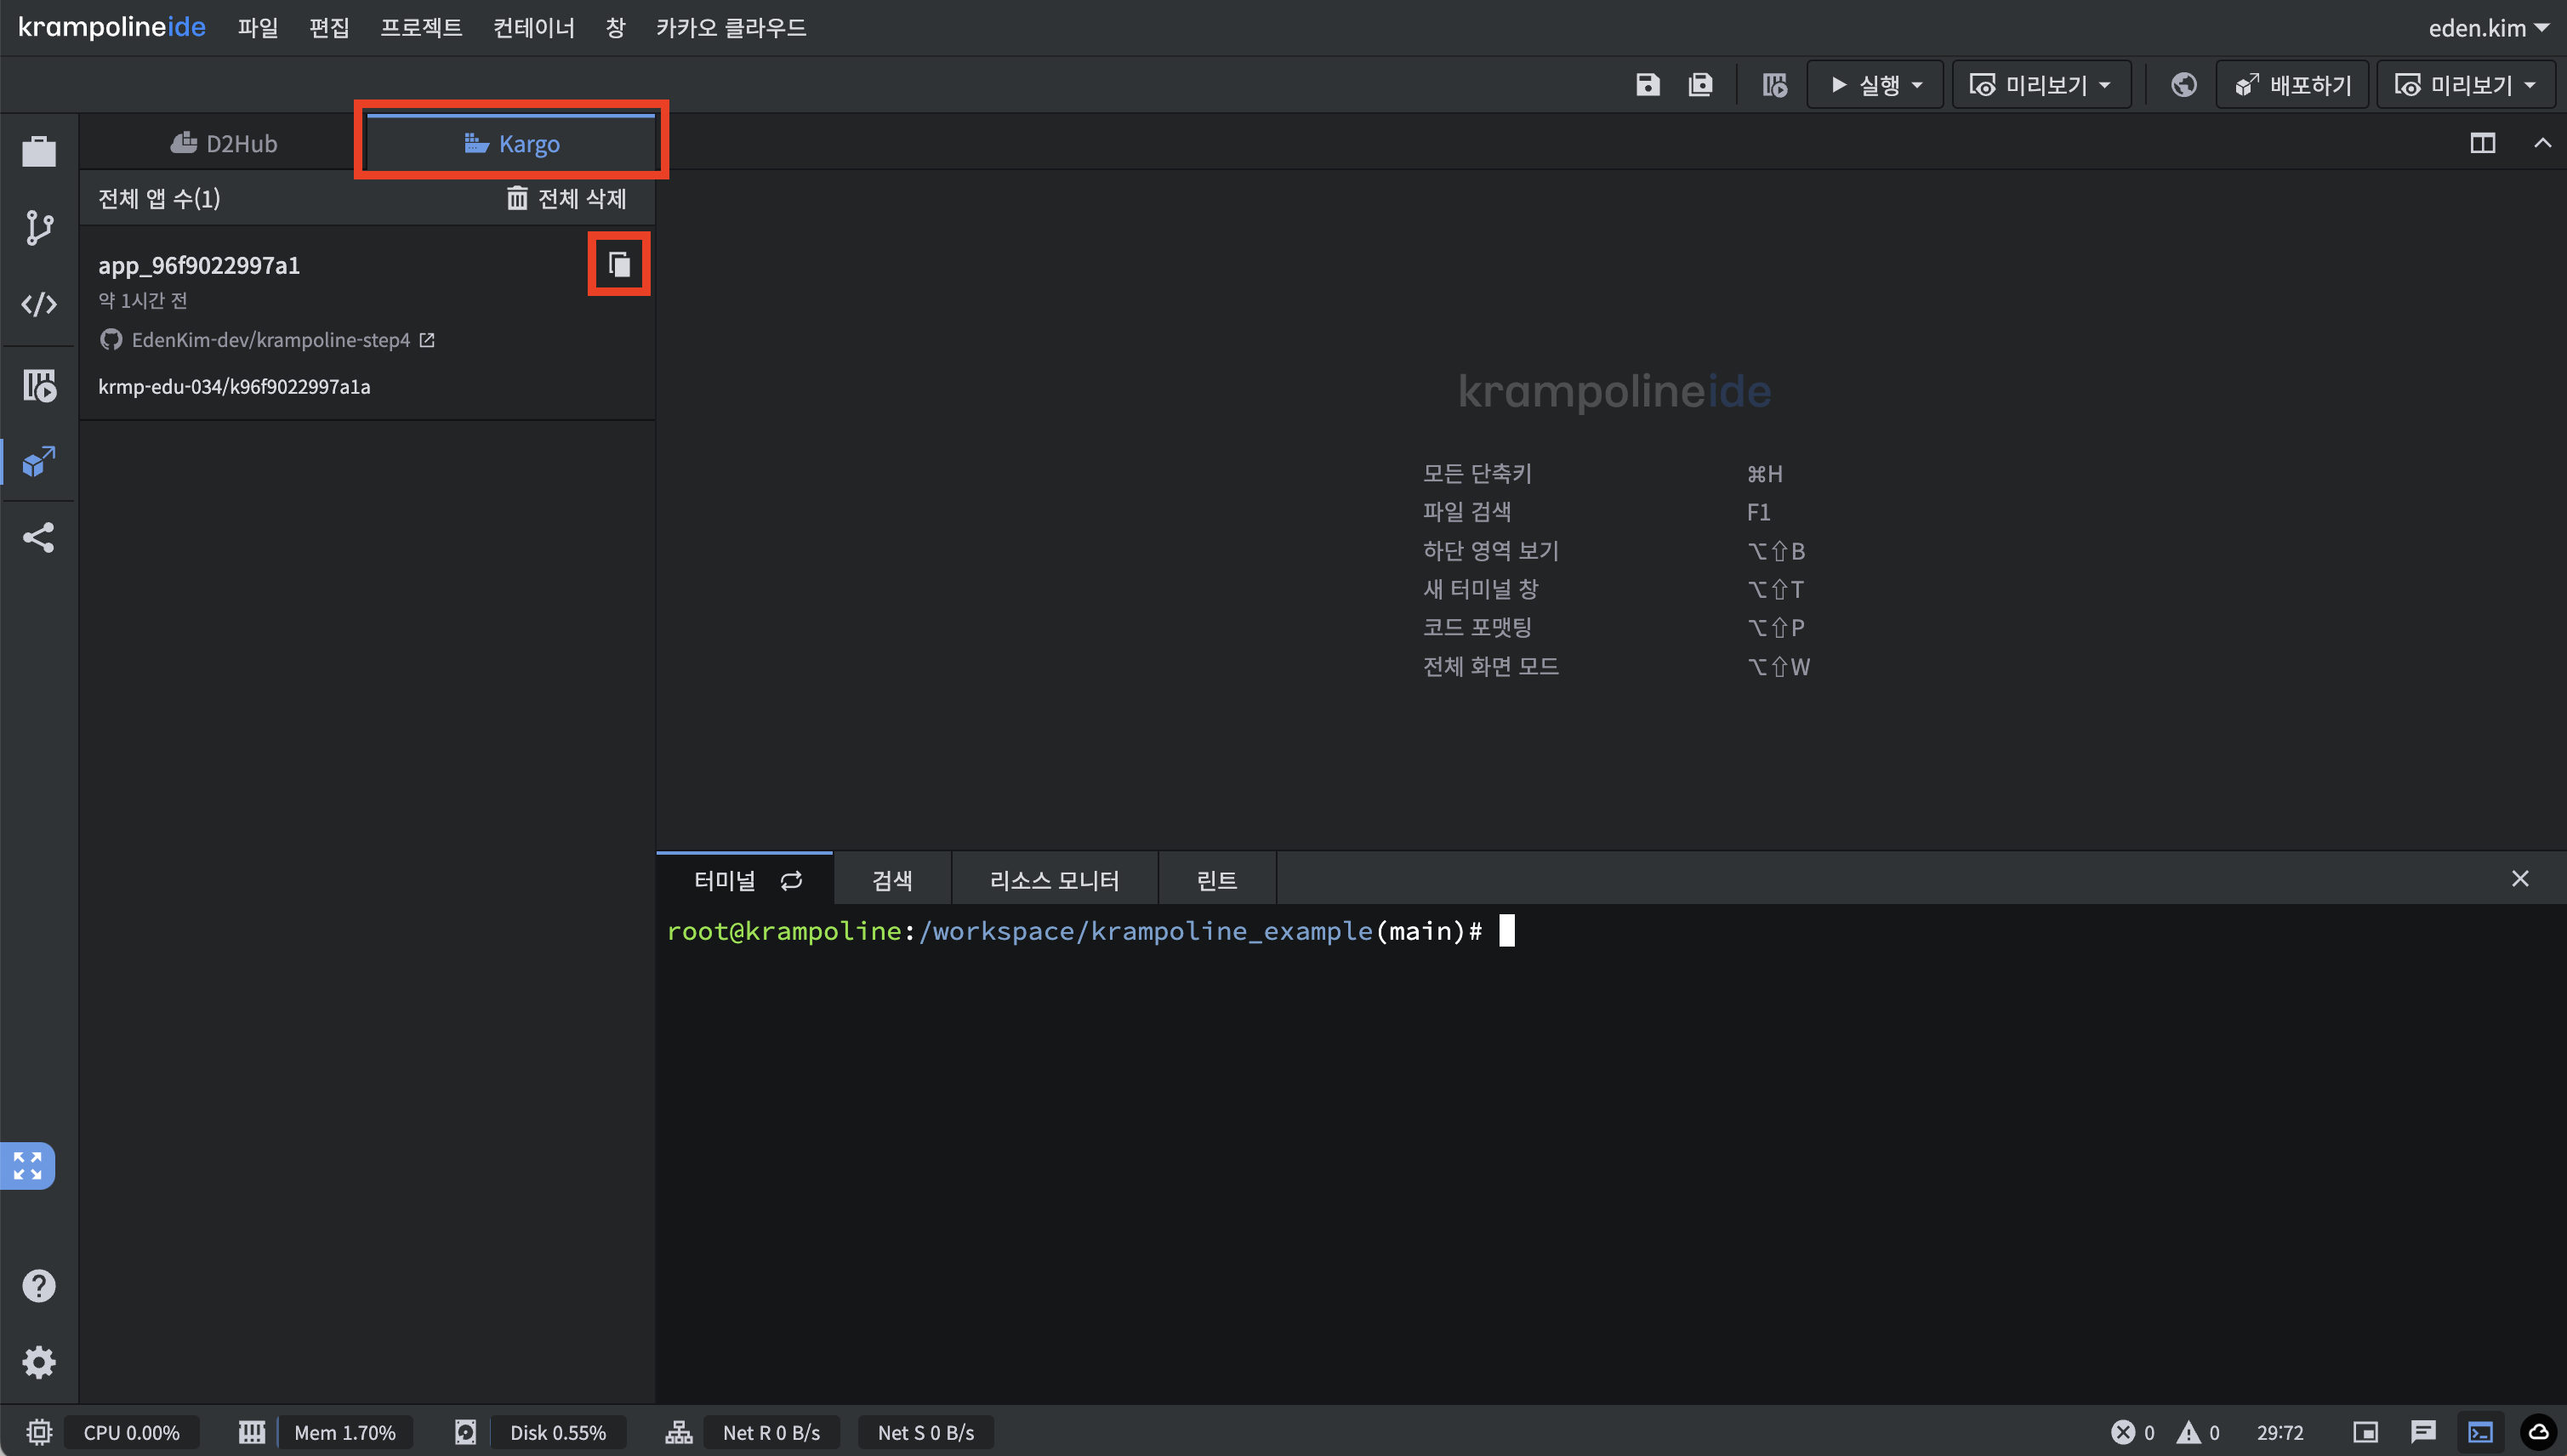 krampolineide 파일 편집 프로젝트 컨테이너 창 카카오 클라우드 eden.kim
실행 미리보기 배포하기 미리보기
D2Hub Kargo
전체 앱 수(1) 전체 삭제
app_96f9022997a1
약 1시간 전
EdenKim-dev/krampoline-step4
krmp-edu-034/k96f9022997a1a
krampolineide
모든 단축키 ⌘H
파일 검색 F1
하단 영역 보기 ⌥⇧B
새 터미널 창 ⌥⇧T
코드 포맷팅 ⌥⇧P
전체 화면 모드 ⌥⇧W
터미널 검색 리소스 모니터 린트
root@krampoline:/workspace/krampoline_example(main)#
CPU 0.00% Mem 1.70% Disk 0.55% Net R 0 B/s Net S 0 B/s 0 0 29:72